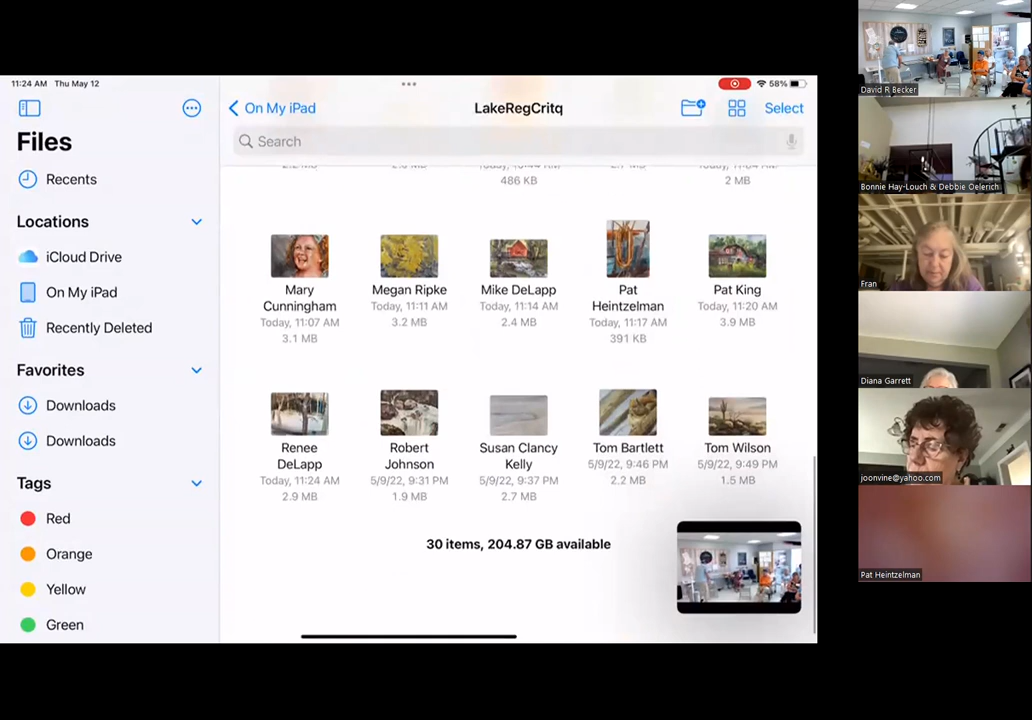 11:24 AM Thu May 12
58%
Files
On My iPad
LakeRegCritq
Select
Search
Recents
486 KB
2 MB
Locations
iCloud Drive
On My iPad
Recently Deleted
Favorites
Downloads
Downloads
Tags
Red
Orange
Yellow
Green
Mary Cunningham
Today, 11:07 AM
3.1 MB
Megan Ripke
Today, 11:11 AM
3.2 MB
Mike DeLapp
Today, 11:14 AM
2.4 MB
Pat Heintzelman
Today, 11:17 AM
391 KB
Pat King
Today, 11:20 AM
3.9 MB
Renee DeLapp
Today, 11:24 AM
2.9 MB
Robert Johnson
5/9/22, 9:31 PM
1.9 MB
Susan Clancy Kelly
5/9/22, 9:37 PM
2.7 MB
Tom Bartlett
5/9/22, 9:46 PM
2.2 MB
Tom Wilson
5/9/22, 9:49 PM
1.5 MB
30 items, 204.87 GB available
David R Becker
Bonnie Hay-Louch & Debbie Oelerich
Fran
Diana Garrett
joonvine@yahoo.com
Pat Heintzelman